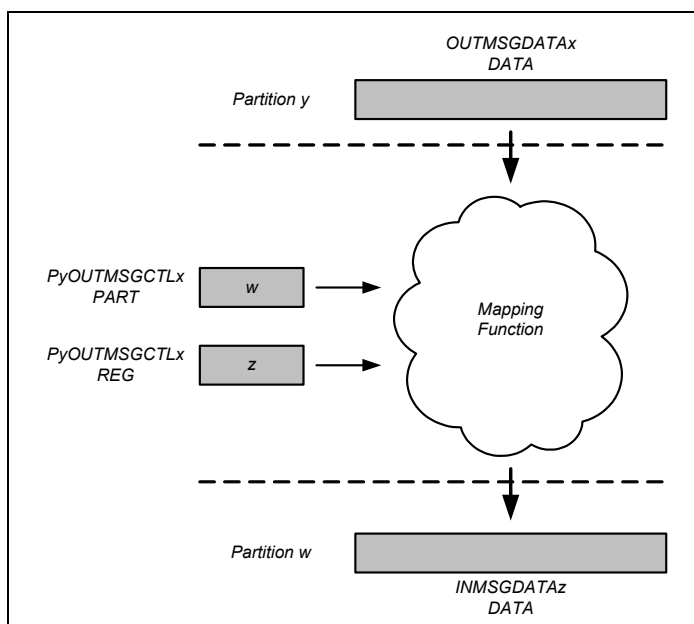 OUTMSGDATAx
DATA
Partition y
PyOUTMSGCTLx
PART
w
Mapping
Function
PyOUTMSGCTLx
REG
z
Partition w
INMSGDATAz
DATA